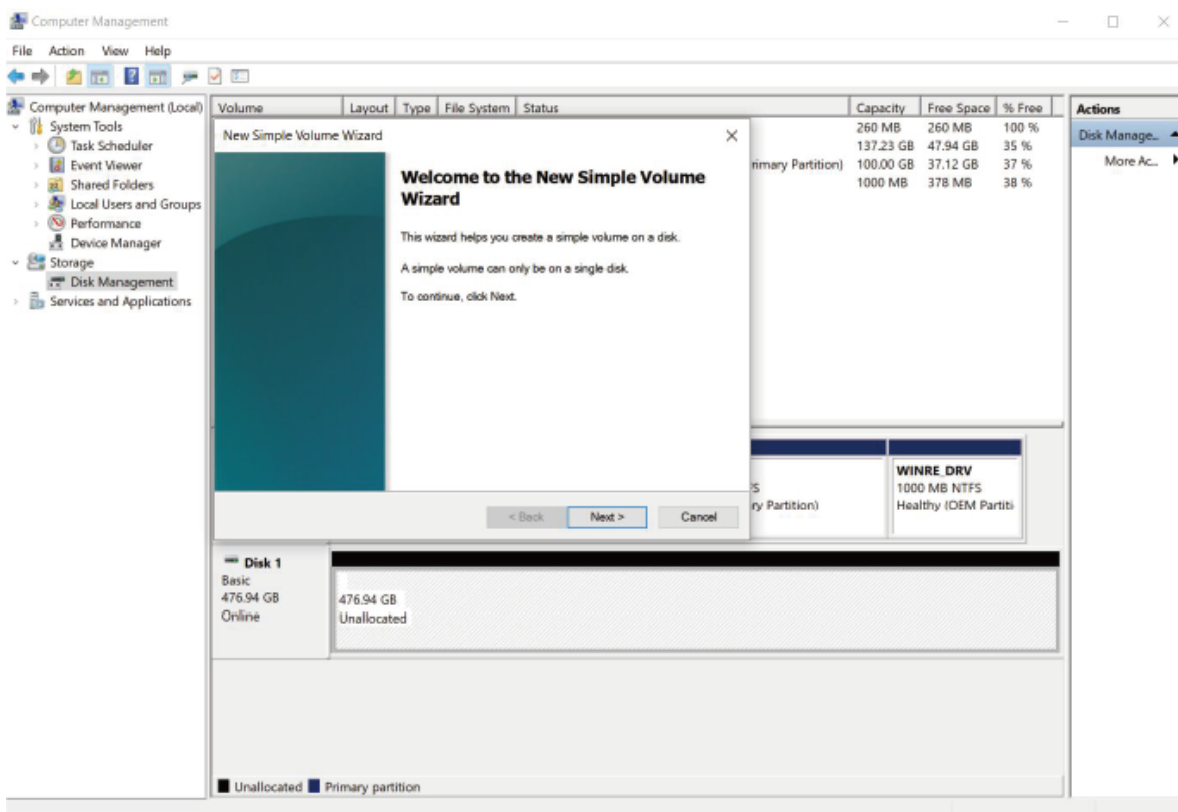 Computer Management
File Action View Help
Computer Management (Local)
System Tools
Task Scheduler
Event Viewer
Shared Folders
Local Users and Groups
Performance
Device Manager
Storage
Disk Management
Services and Applications
Volume Layout Type File System Status Capacity Free Space % Free
260 MB 260 MB 100 %
137.23 GB 47.94 GB 35 %
rimary Partition) 100.00 GB 37.12 GB 37 %
1000 MB 378 MB 38 %
New Simple Volume Wizard
Welcome to the New Simple Volume
Wizard
This wizard helps you create a simple volume on a disk.
A simple volume can only be on a single disk.
To continue, click Next.
< Back Next > Cancel
FS
ry Partition)
WINRE_DRV
1000 MB NTFS
Healthy (OEM Partiti
Disk 1
Basic
476.94 GB
Online
476.94 GB
Unallocated
Unallocated Primary partition
Actions
Disk Manage...
More Ac...